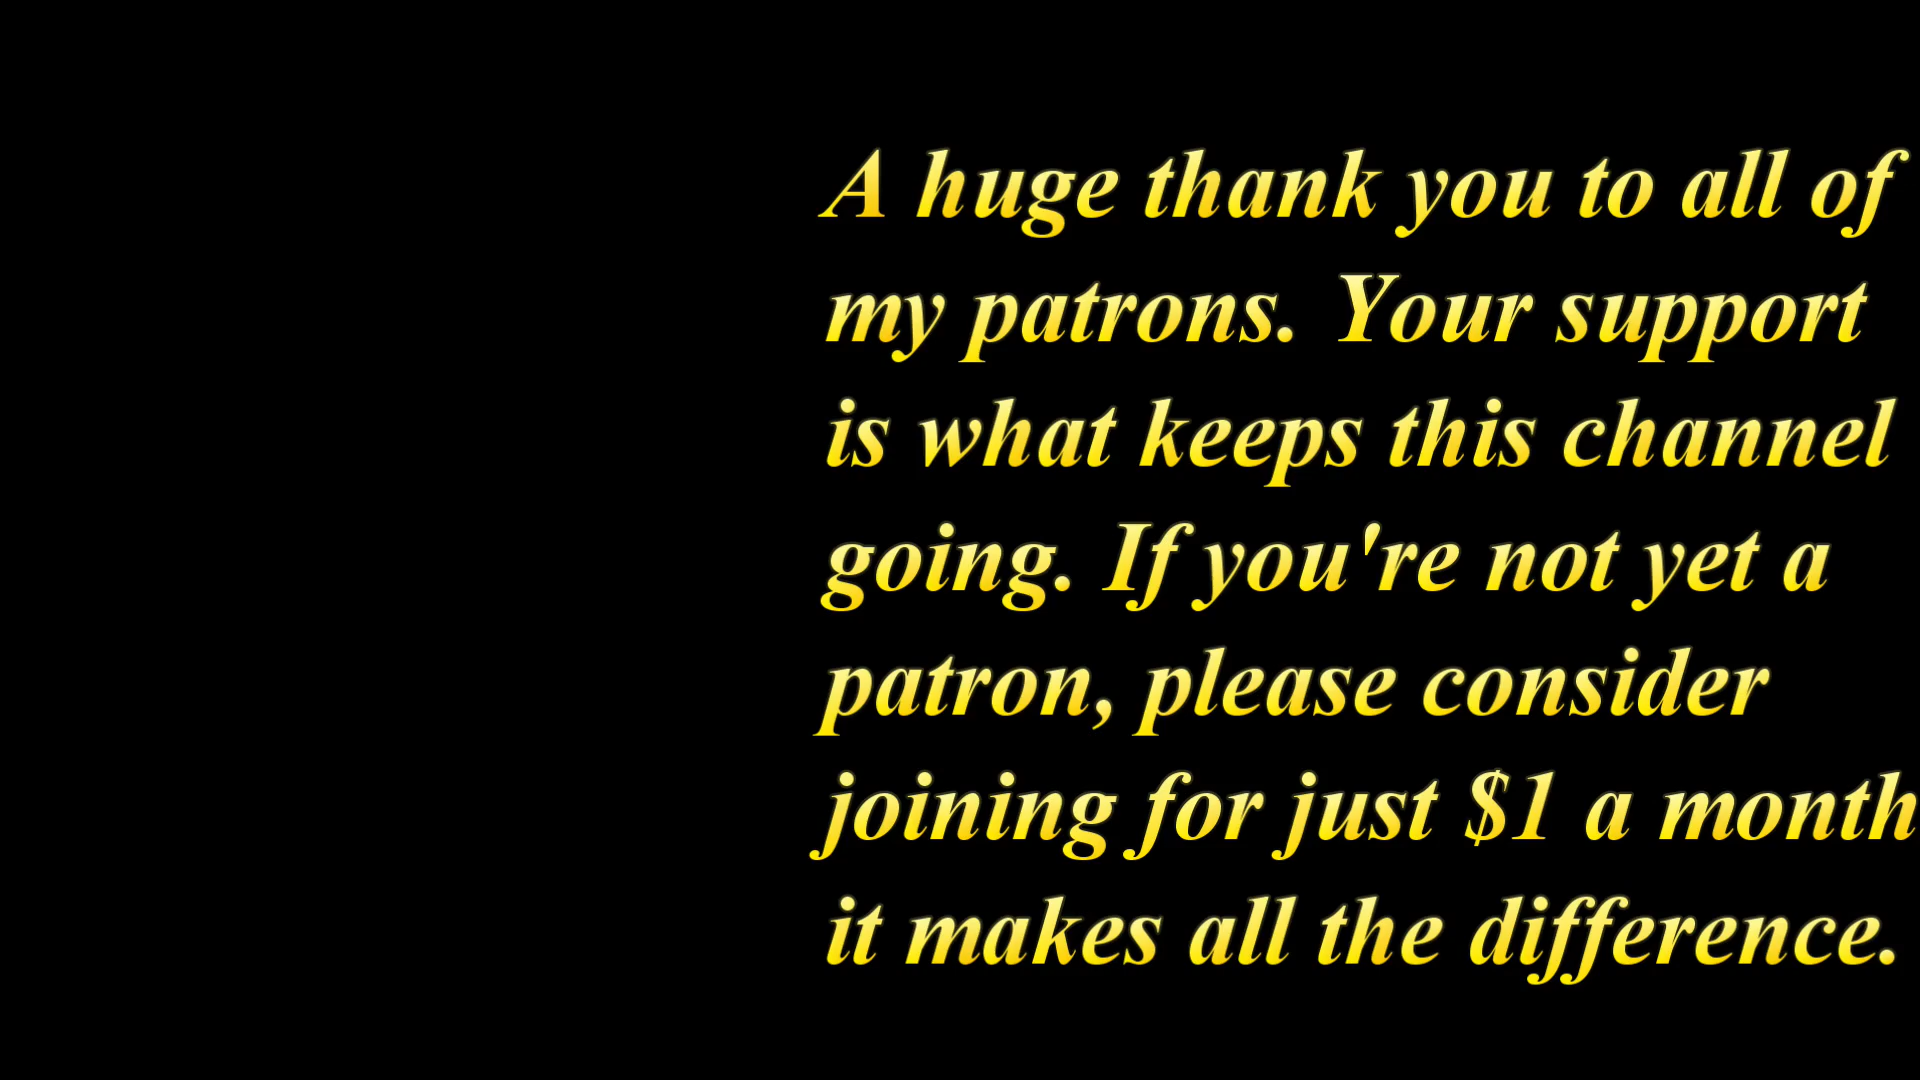 A huge thank you to all of
my patrons. Your support
is what keeps this channel
going. If you're not yet a
patron, please consider
joining for just $1 a month
it makes all the difference.